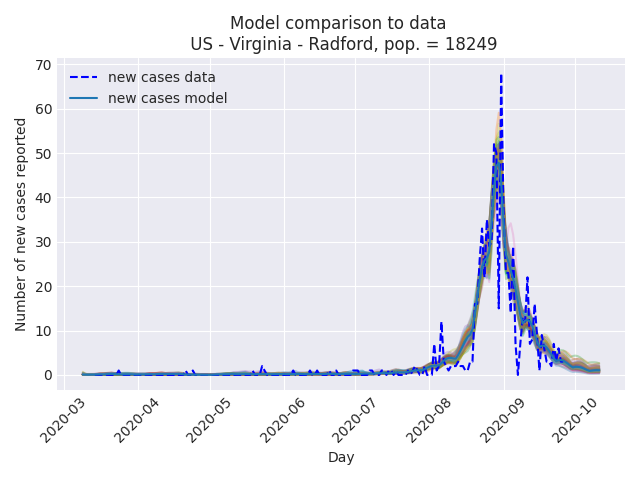 Model comparison to data
US - Virginia - Radford, pop. = 18249
new cases data
new cases model
Number of new cases reported
70
60
50
40
30
20
10
0
2020-03
2020-04
2020-05
2020-06
2020-07
2020-08
2020-09
2020-10
Day